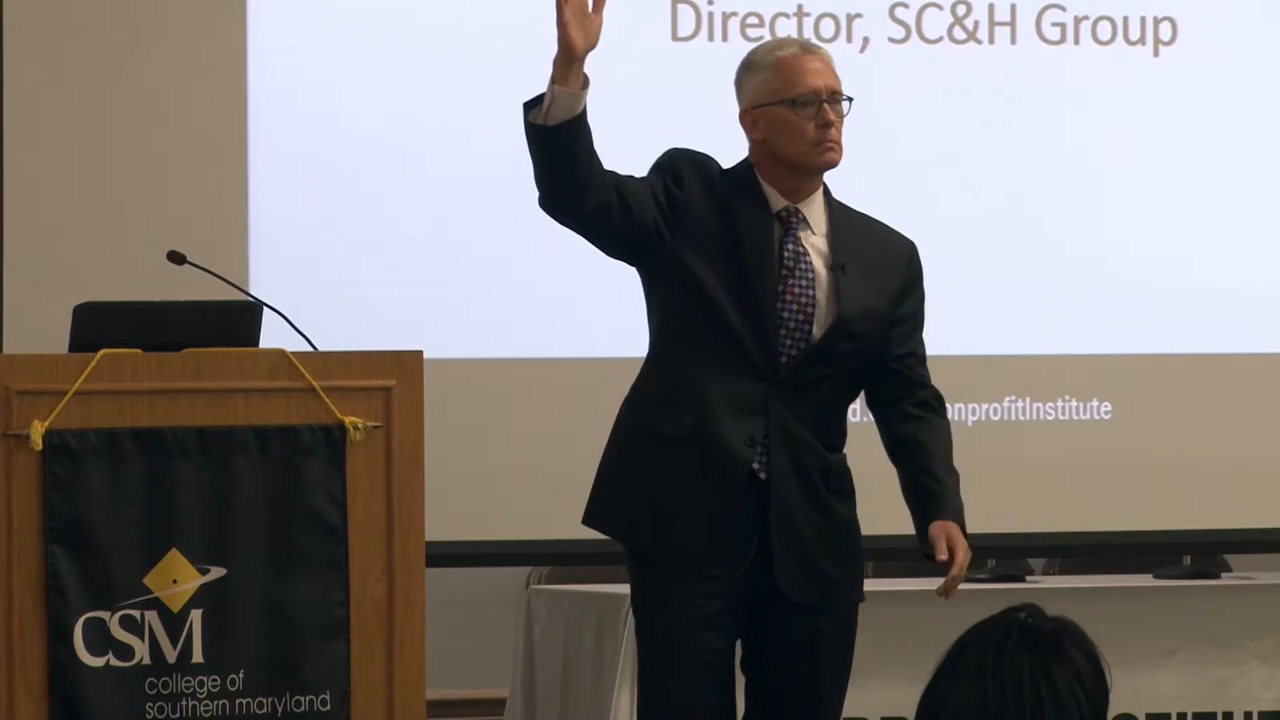 Director, SC&H Group
onprofitInstitute
CSM
college of
southern maryland